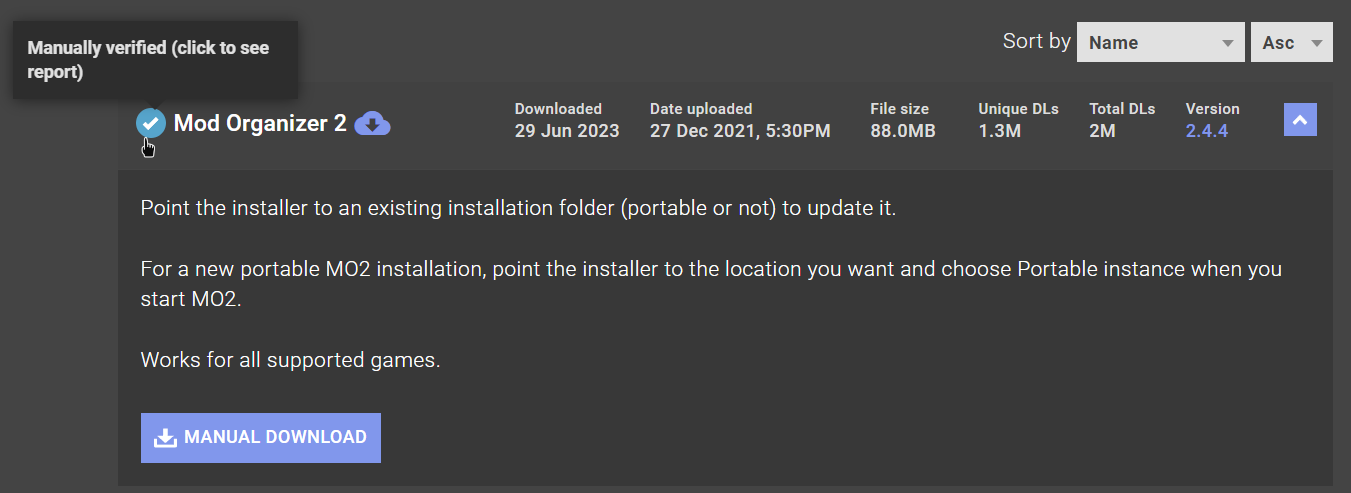 Manually verified (click to see
report)
Sort by Name Asc
Mod Organizer 2
Downloaded
29 Jun 2023
Date uploaded
27 Dec 2021, 5:30PM
File size
88.0MB
Unique DLs
1.3M
Total DLs
2M
Version
2.4.4
Point the installer to an existing installation folder (portable or not) to update it.
For a new portable MO2 installation, point the installer to the location you want and choose Portable instance when you
start MO2.
Works for all supported games.
MANUAL DOWNLOAD